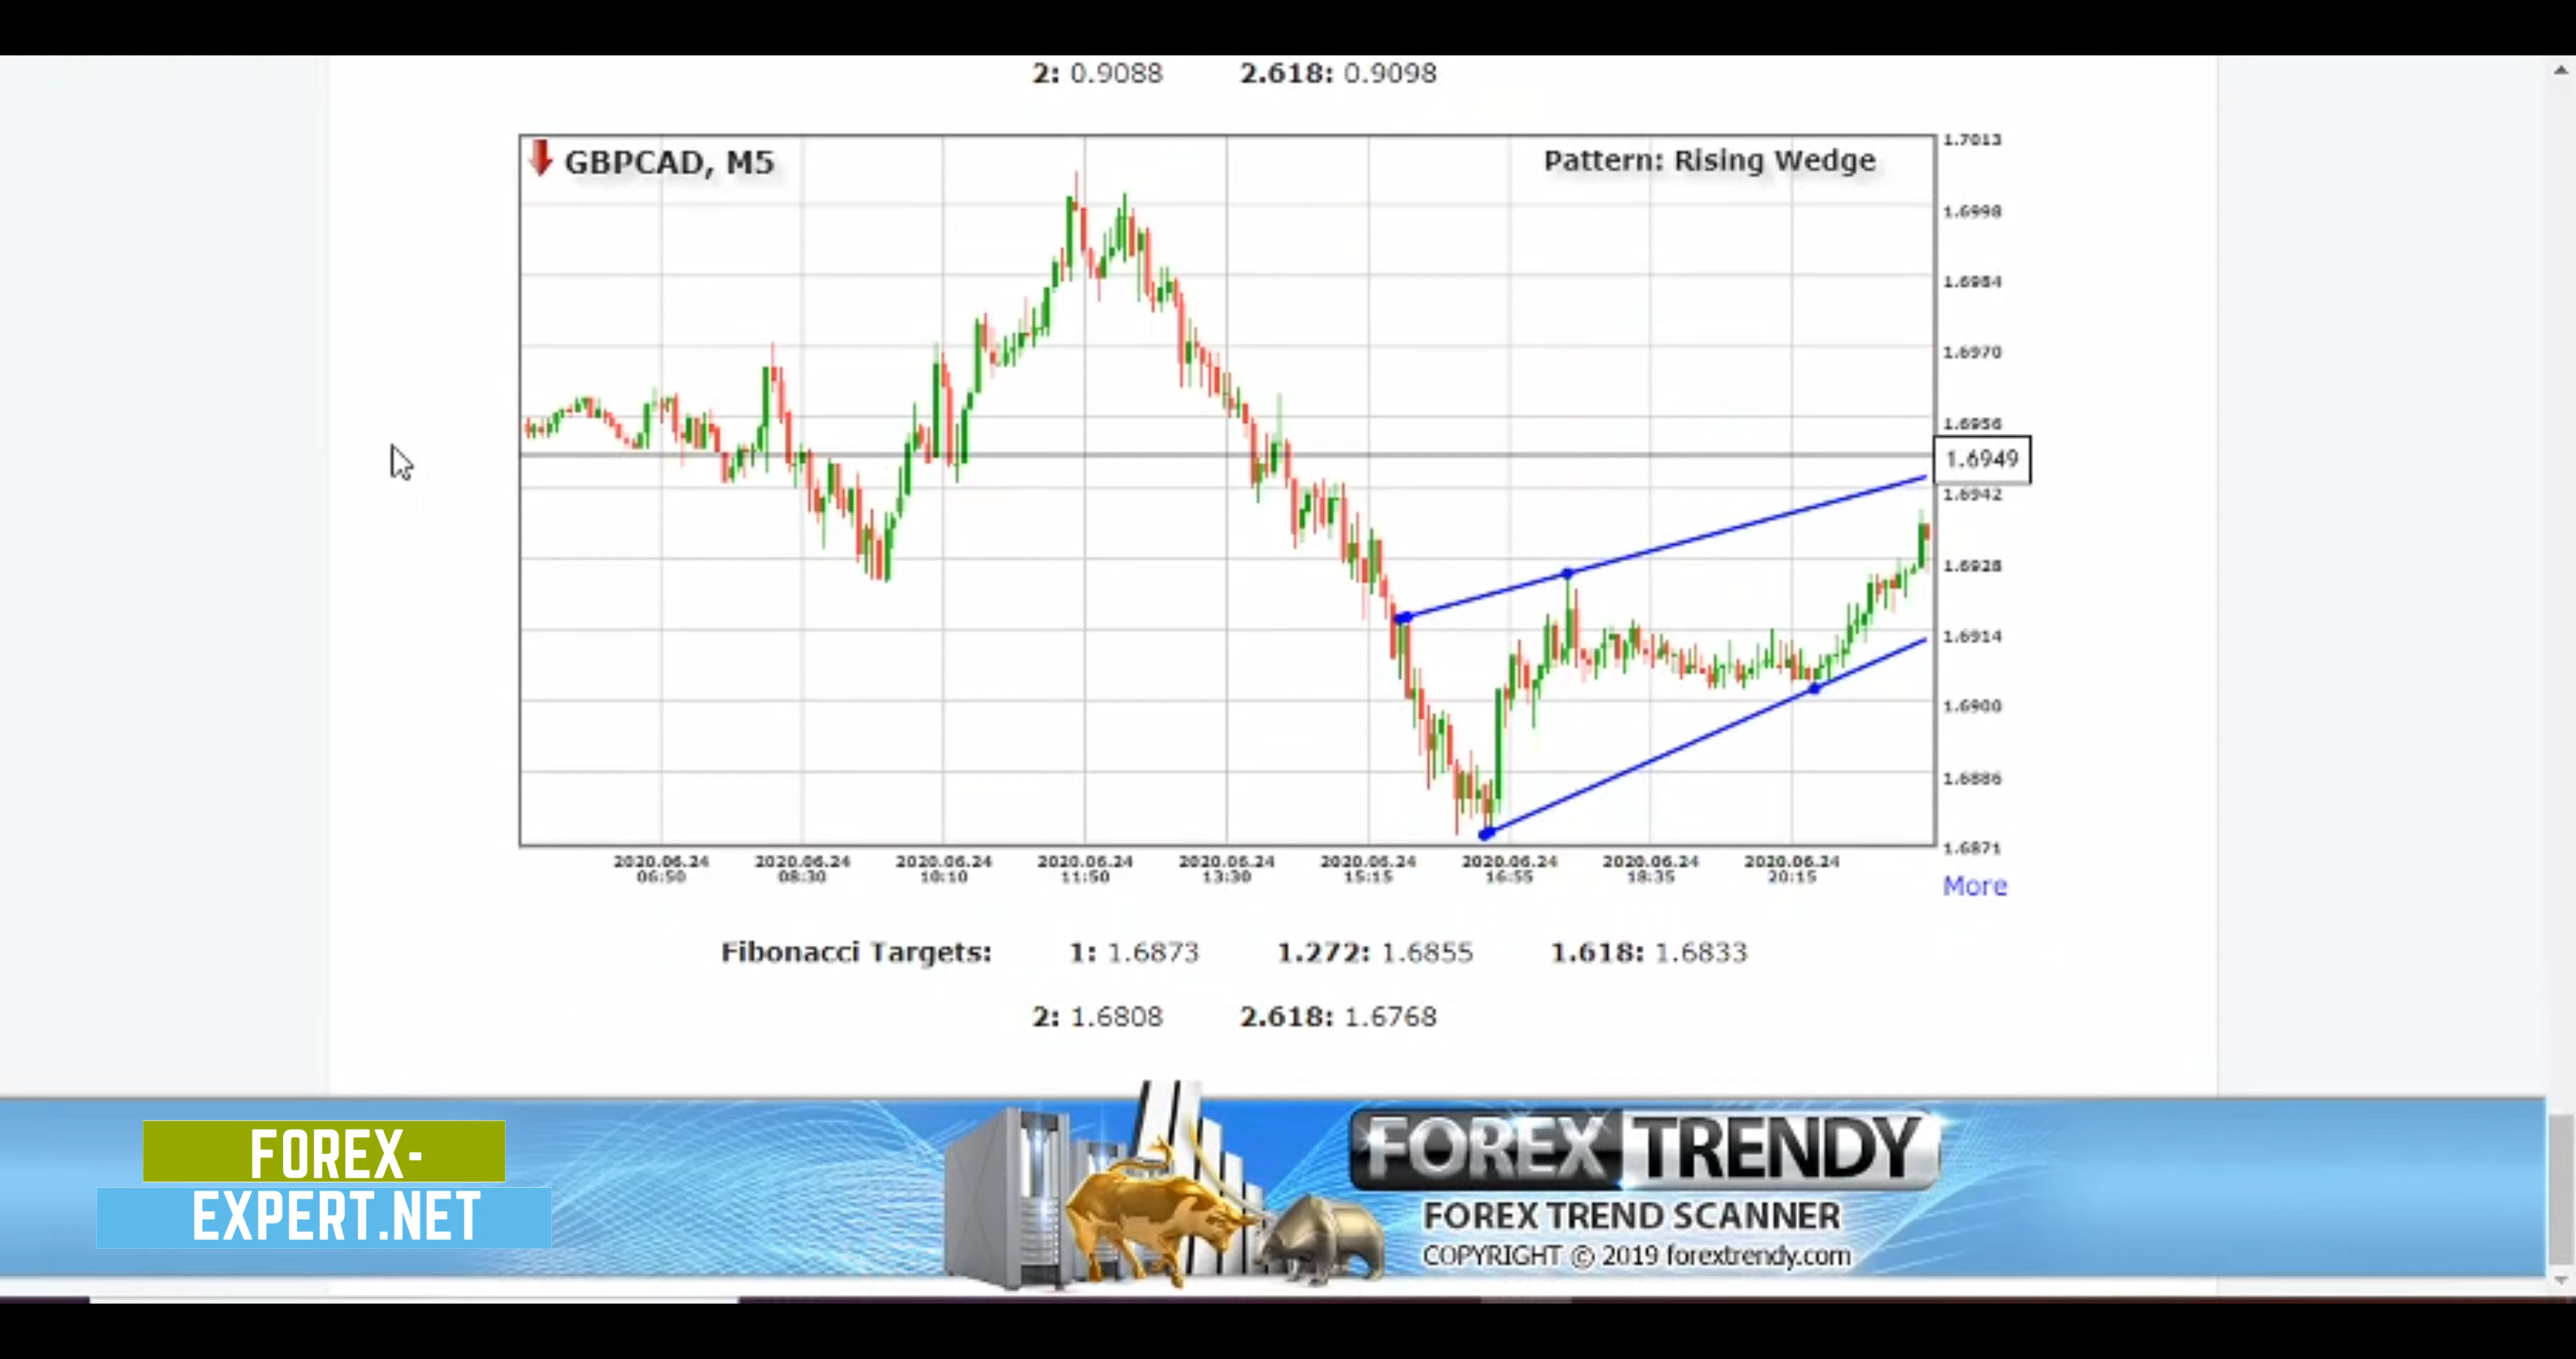 2: 0.9088 2.618: 0.9098
GBPCAD, M5
Pattern: Rising Wedge
1.7013
1.6998
1.6984
1.6970
1.6956
1.6949
1.6942
1.6928
1.6914
1.6900
1.6886
1.6871
2020.06.24 2020.06.24 2020.06.24 2020.06.24 2020.06.24 2020.06.24 2020.06.24 2020.06.24 2020.06.24
06:50 08:30 10:10 11:50 13:30 15:15 16:55 18:35 20:15
More
Fibonacci Targets: 1: 1.6873 1.272: 1.6855 1.618: 1.6833
2: 1.6808 2.618: 1.6768
FOREX-
EXPERT.NET
FOREX TRENDY
FOREX TREND SCANNER
COPYRIGHT © 2019 forextrendy.com